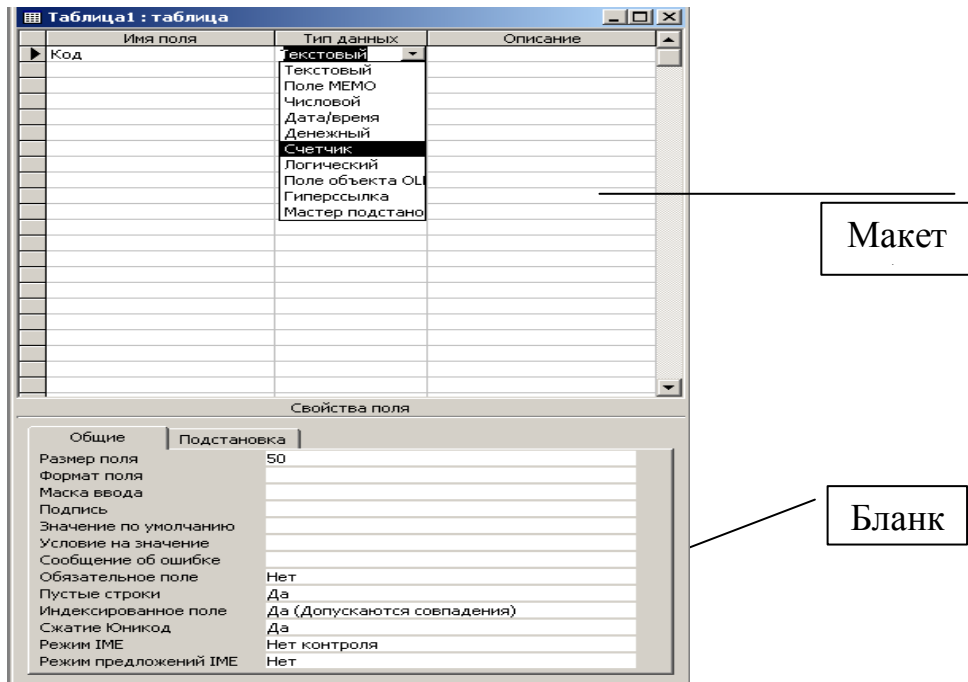 Таблица1 : таблица
Имя поля Тип данных Описание
Код Текстовый
Текстовый
Поле MEMO
Числовой
Дата/время
Денежный
Счетчик
Логический
Поле объекта OL
Гиперссылка
Мастер подстано
Макет
Свойства поля
Общие Подстановка
Размер поля 50
Формат поля
Маска ввода
Подпись
Значение по умолчанию
Условие на значение
Сообщение об ошибке
Обязательное поле Нет
Пустые строки Да
Индексированное поле Да (Допускаются совпадения)
Сжатие Юникод Да
Режим IME Нет контроля
Режим предложений IME Нет
Бланк